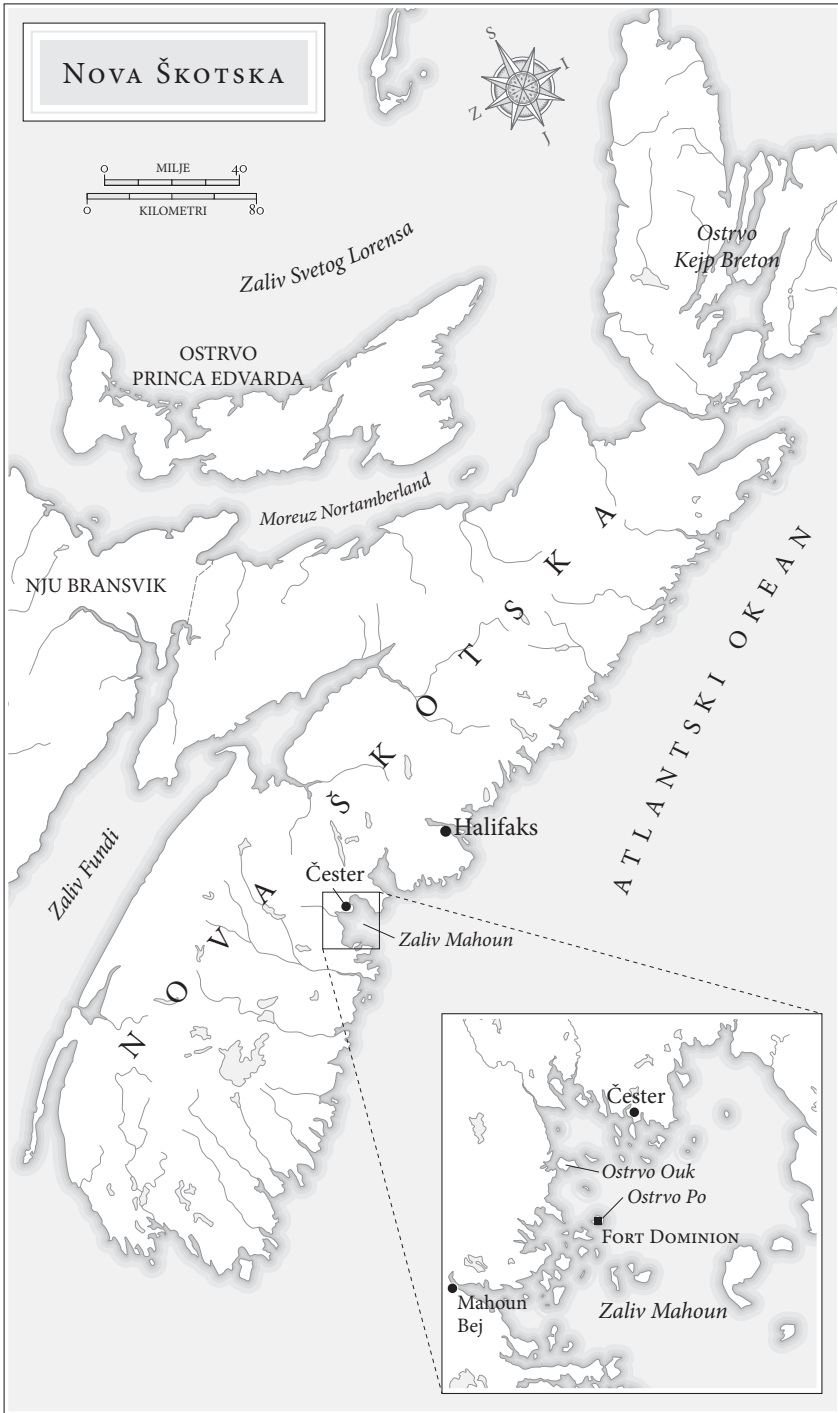 Nova Škotska
S
I
Z
J
0 MILJE 40
0 KILOMETRI 80
Zaliv Svetog Lorensa
Ostrvo
Kejp Breton
OSTRVO
PRINCA EDVARDA
Moreuz Nortamberland
NJU BRANSVIK
NOVA ŠKOTSKA
ATLANTSKI OKEAN
Zaliv Fundi
Halifaks
Čester
Zaliv Mahoun
Čester
Ostrvo Ouk
Ostrvo Po
Fort Dominion
Mahoun
Bej
Zaliv Mahoun